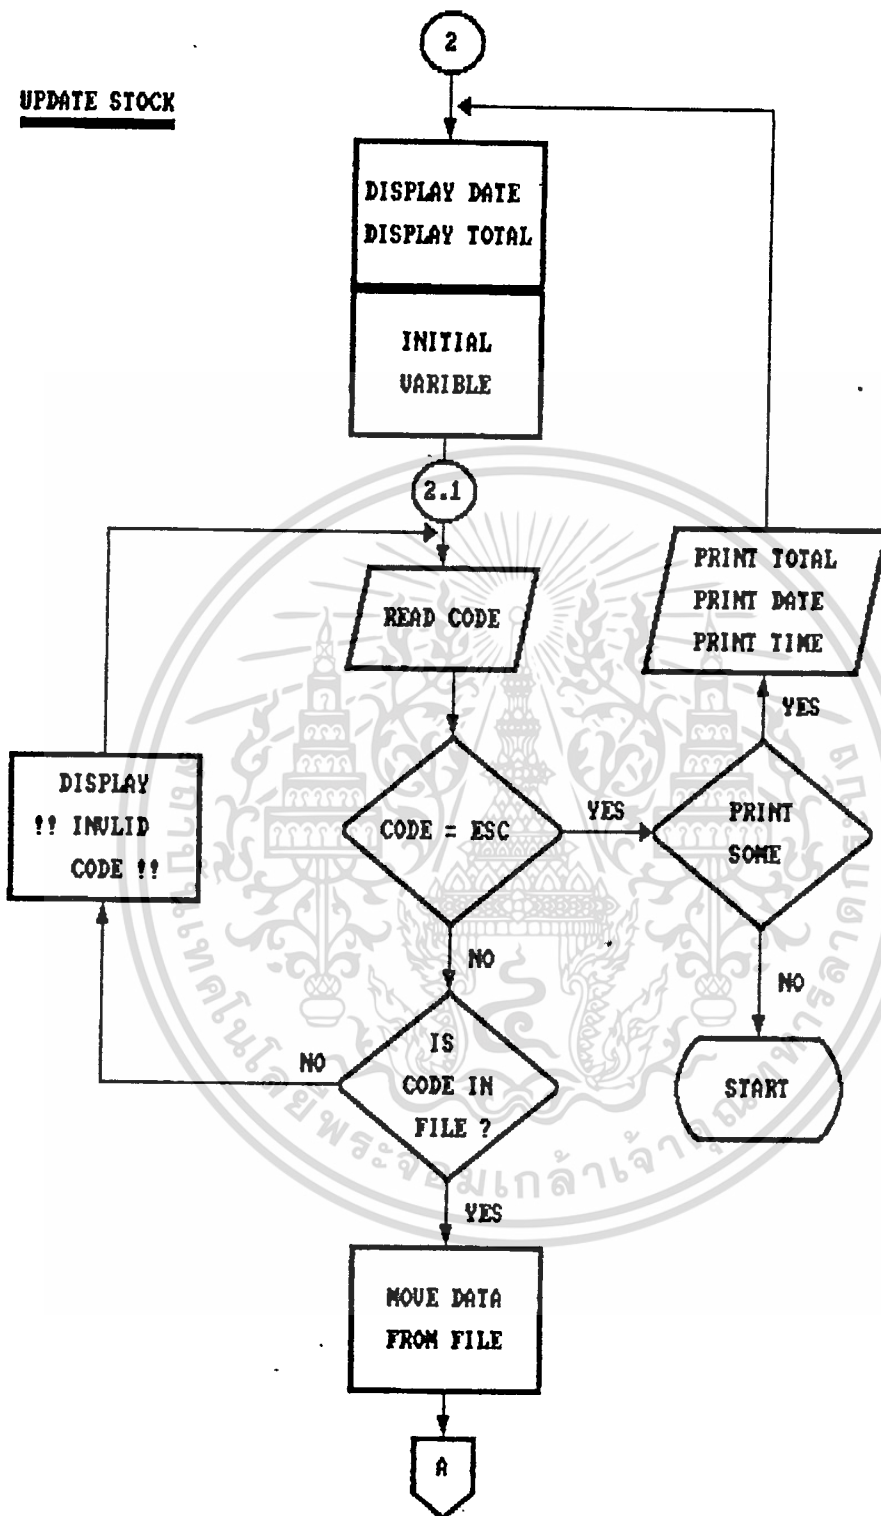 2
UPDATE STOCK
DISPLAY DATE
DISPLAY TOTAL
INITIAL
VARIBLE
2.1
READ CODE
PRINT TOTAL
PRINT DATE
PRINT TIME
YES
DISPLAY
!! INVLID
CODE !!
CODE = ESC
YES
PRINT
SOME
NO
NO
IS
CODE IN
FILE ?
NO
START
YES
MOVE DATA
FROM FILE
A